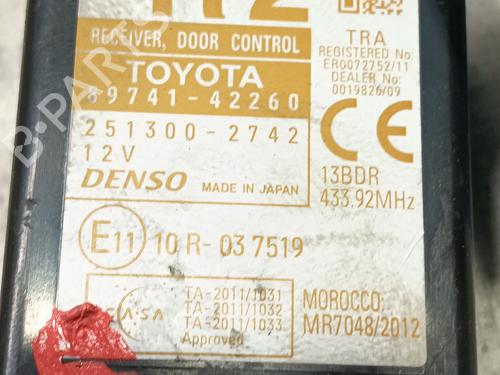 RECEIVER, DOOR CONTROL
TOYOTA
89741-42260
251300-2742
12V
DENSO MADE IN JAPAN
TRA
REGISTERED No:
ER0072752/11
DEALER No:
0019826/09
CE
13BDR
433.92MHz
E11 10 R-03 7519
TA-2011/1031
TA-2011/1032
TA-2011/1033
Approved
MOROCCO:
MR7048/2012
B-PARTS